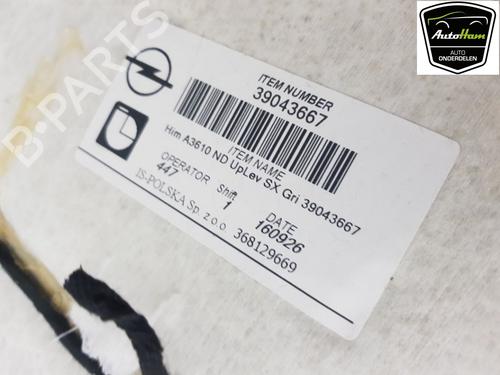 AutoHam
AUTO
ONDERDELEN
B-PARTS
ITEM NUMBER
39043667
ITEM NAME
Him A3610 ND UpLev SX Gri 39043667
OPERATOR Shift DATE
447 1 160926
IS-POLSKA Sp. z o.o. 368129669